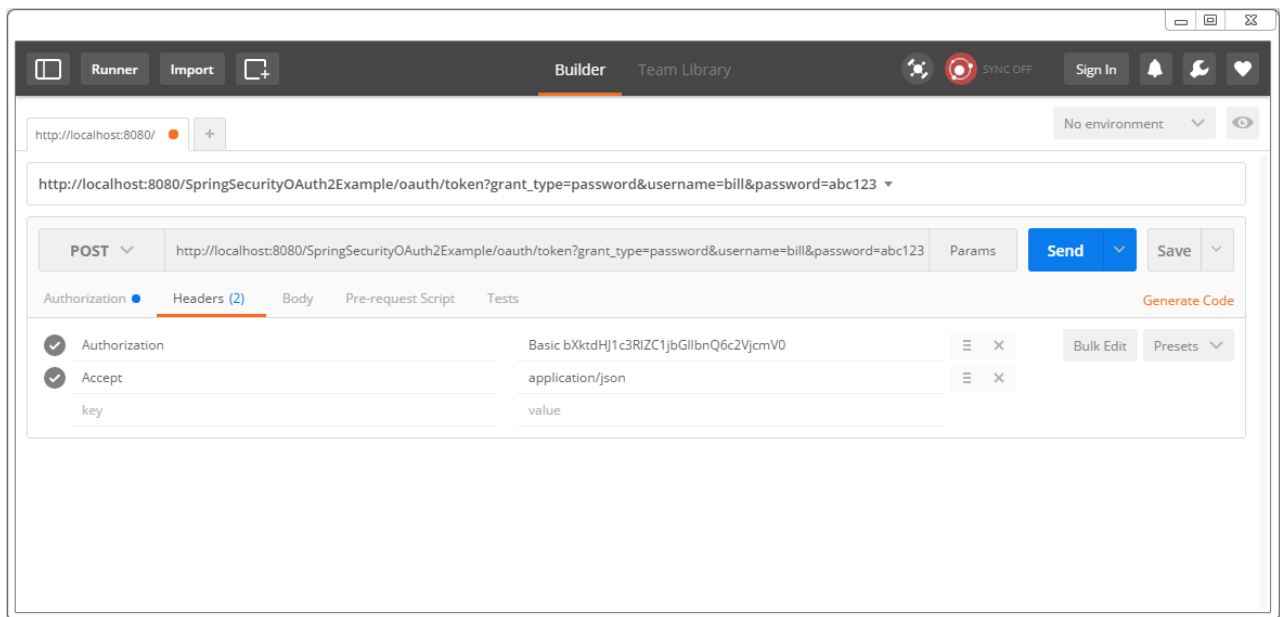 Runner Import Builder Team Library SYNC OFF Sign In
http://localhost:8080/ + No environment
http://localhost:8080/SpringSecurityOAuth2Example/oauth/token?grant_type=password&username=bill&password=abc123
POST http://localhost:8080/SpringSecurityOAuth2Example/oauth/token?grant_type=password&username=bill&password=abc123 Params Send Save
Authorization Headers (2) Body Pre-request Script Tests Generate Code
Authorization Basic bXktdHJ1c3RlZC1jbGllbnQ6c2VjcmV0 Bulk Edit Presets
Accept application/json
key value